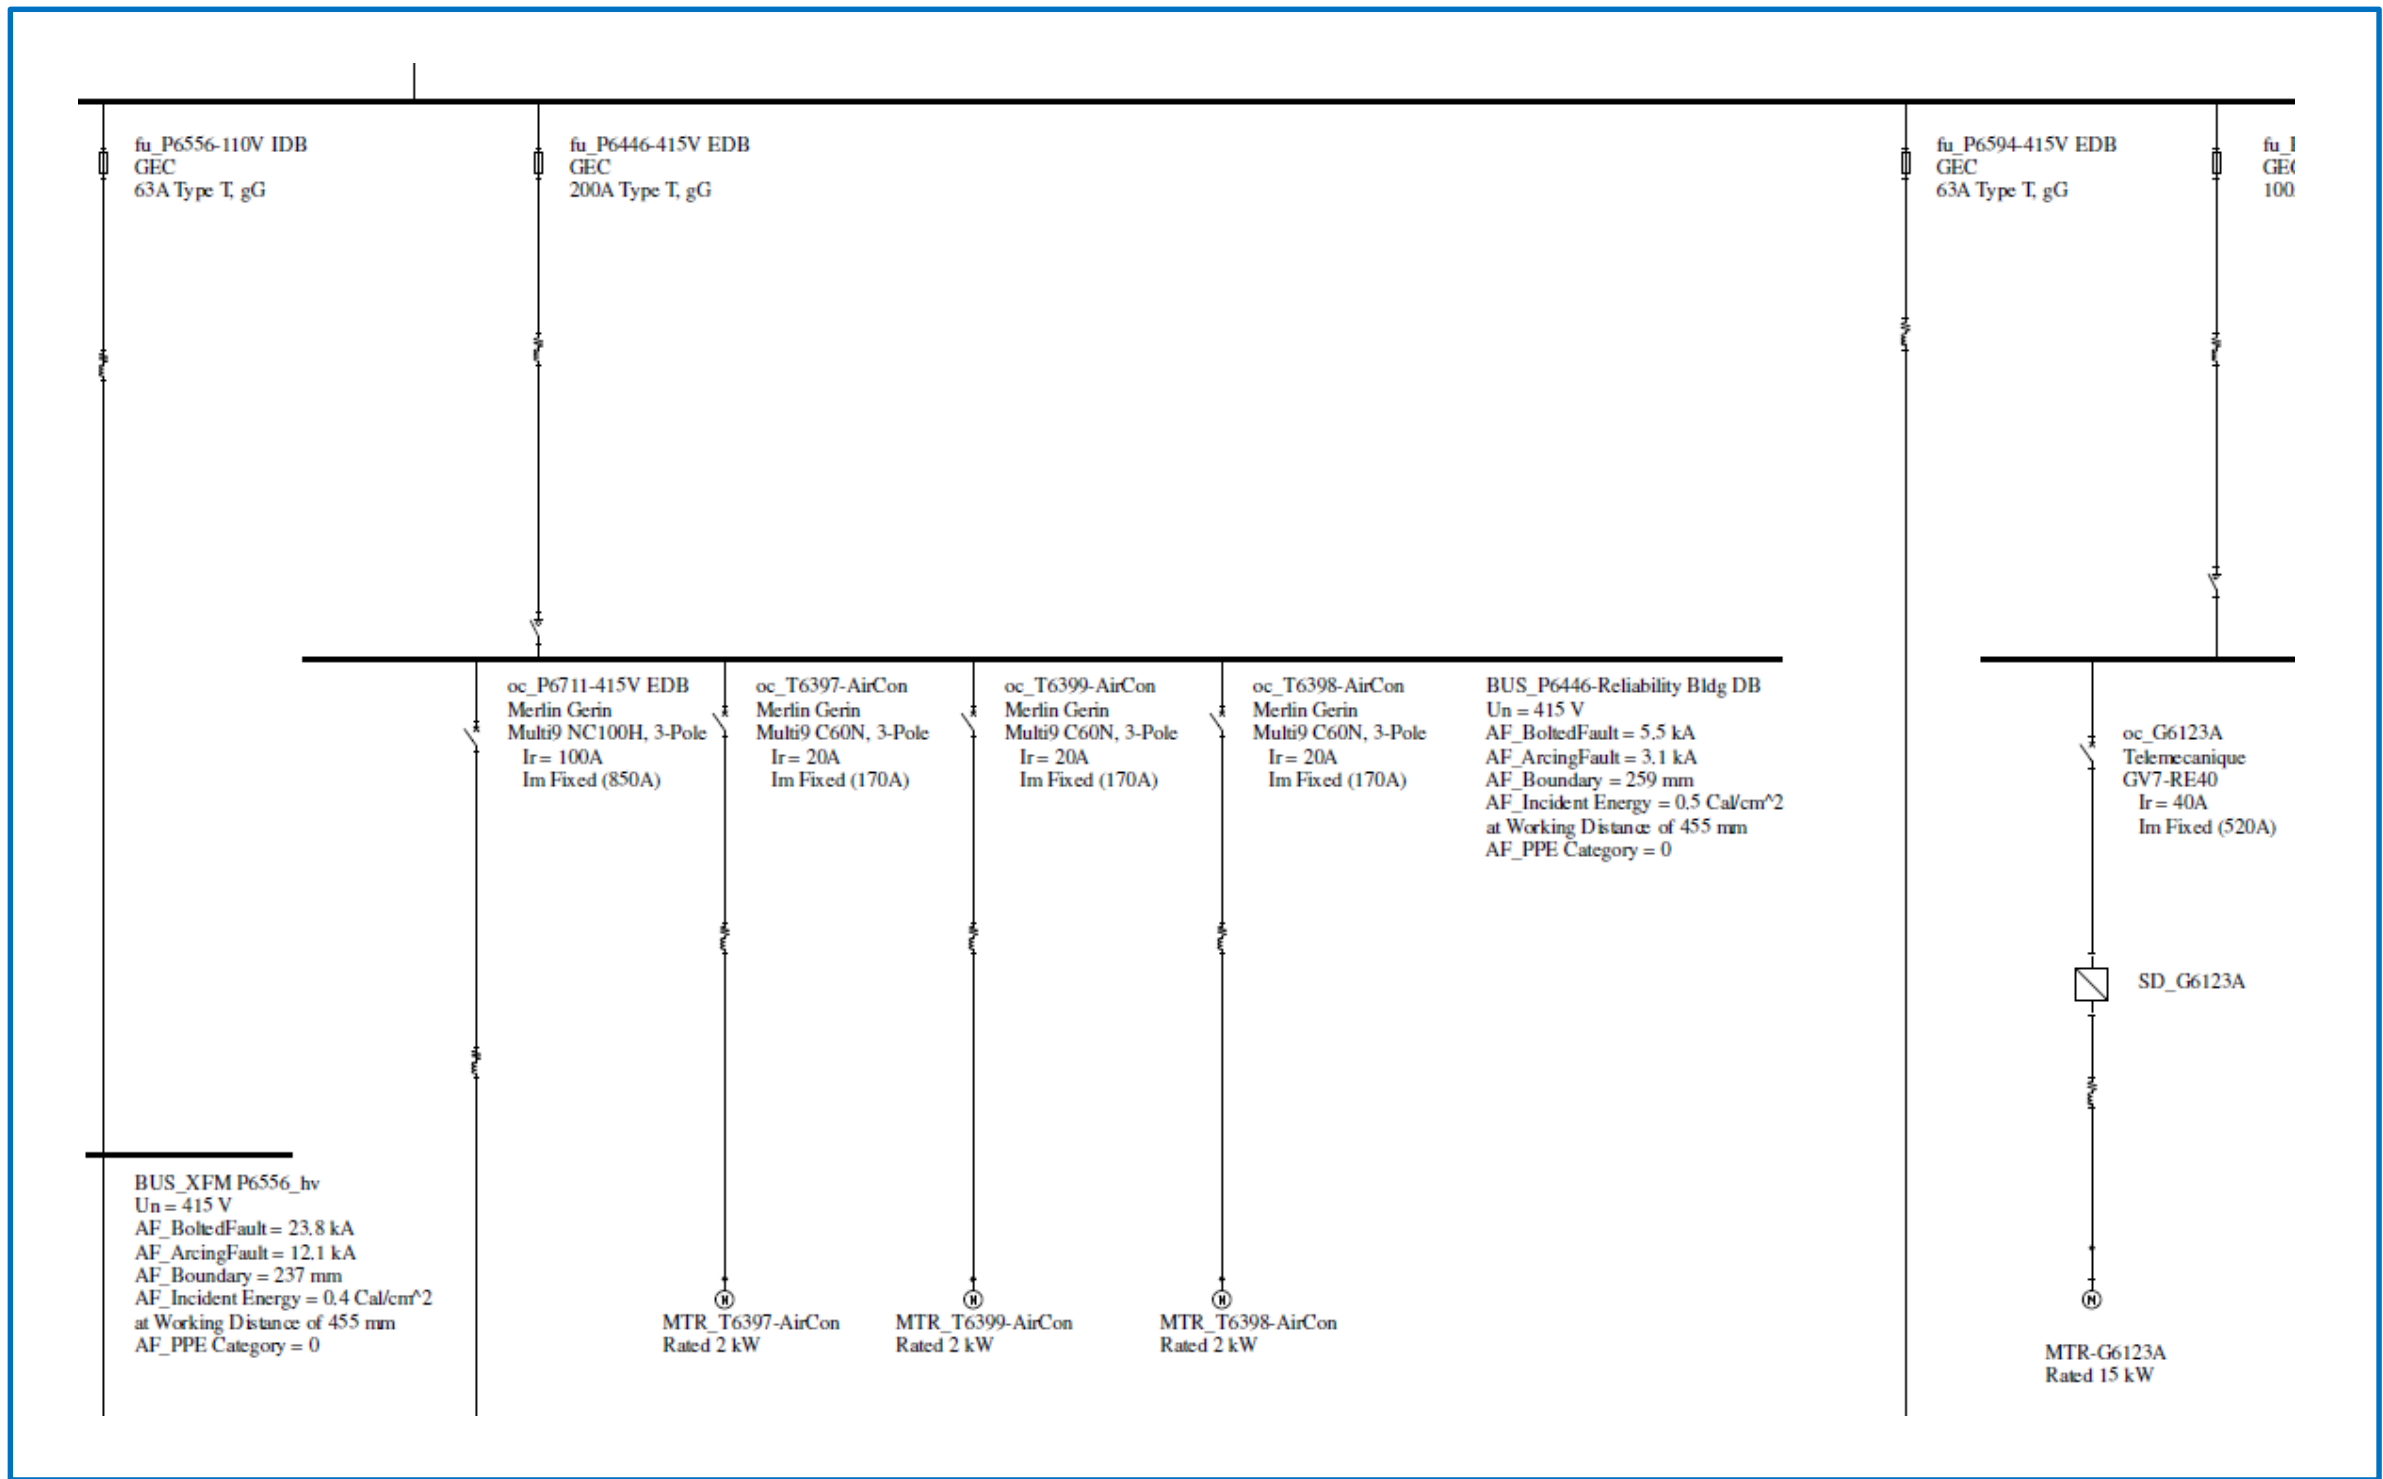 fu_P6556-110V IDB
GEC
63A Type T, gG
fu_P6446-415V EDB
GEC
200A Type T, gG
fu_P6594-415V EDB
GEC
63A Type T, gG
fu_
GE
100
oc_P6711-415V EDB
Merlin Gerin
Multi9 NC100H, 3-Pole
Ir = 100A
Im Fixed (850A)
oc_T6397-AirCon
Merlin Gerin
Multi9 C60N, 3-Pole
Ir = 20A
Im Fixed (170A)
oc_T6399-AirCon
Merlin Gerin
Multi9 C60N, 3-Pole
Ir = 20A
Im Fixed (170A)
oc_T6398-AirCon
Merlin Gerin
Multi9 C60N, 3-Pole
Ir = 20A
Im Fixed (170A)
BUS_P6446-Reliability Bldg DB
Un = 415 V
AF_BoltedFault = 5.5 kA
AF_ArcingFault = 3.1 kA
AF_Boundary = 259 mm
AF_Incident Energy = 0.5 Cal/cm^2
at Working Distance of 455 mm
AF_PPE Category = 0
oc_G6123A
Telemecanique
GV7-RE40
Ir = 40A
Im Fixed (520A)
SD_G6123A
BUS_XFM P6556_hv
Un = 415 V
AF_BoltedFault = 23.8 kA
AF_ArcingFault = 12.1 kA
AF_Boundary = 237 mm
AF_Incident Energy = 0.4 Cal/cm^2
at Working Distance of 455 mm
AF_PPE Category = 0
MTR_T6397-AirCon
Rated 2 kW
MTR_T6399-AirCon
Rated 2 kW
MTR_T6398-AirCon
Rated 2 kW
MTR-G6123A
Rated 15 kW